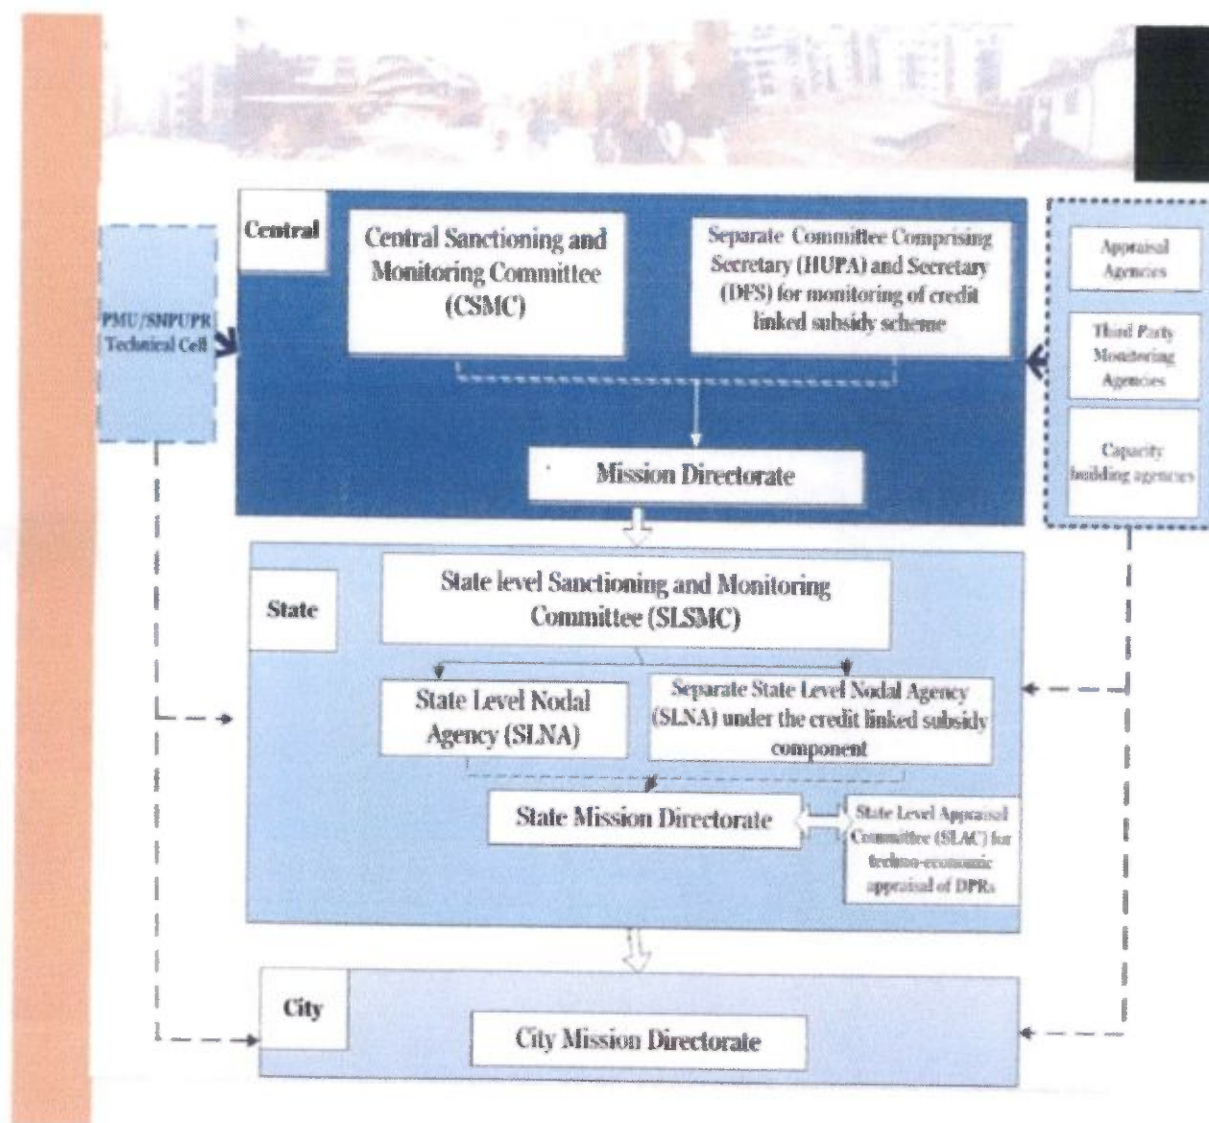 Central
Central Sanctioning and
Monitoring Committee
(CSMC)
Separate Committee Comprising
Secretary (HUPA) and Secretary
(DFS) for monitoring of credit
linked subsidy scheme
PMU/SNPUPR
Technical Cell
Appraisal
Agencies
Third Party
Monitoring
Agencies
Capacity
building agencies
Mission Directorate
State
State level Sanctioning and Monitoring
Committee (SLSMC)
State Level Nodal
Agency (SLNA)
Separate State Level Nodal Agency
(SLNA) under the credit linked subsidy
component
State Mission Directorate
State Level Appraisal
Committee (SLAC) for
techno-economic
appraisal of DPRs
City
City Mission Directorate